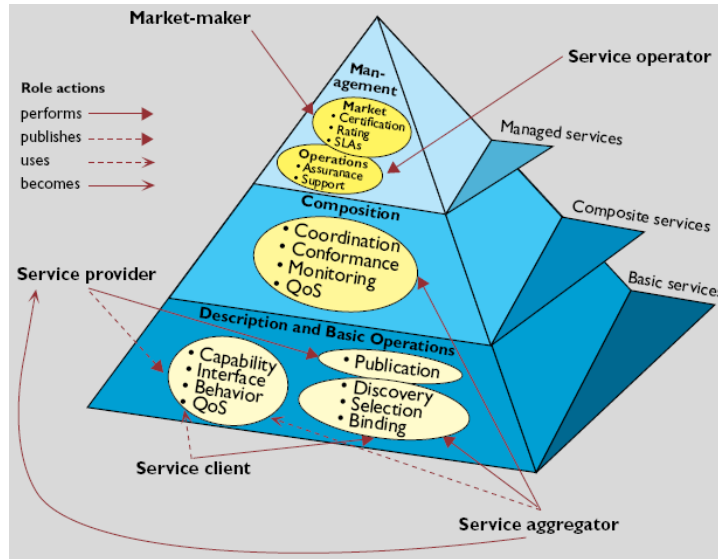 Market-maker
Service operator
Role actions
performs
publishes
uses
becomes
Man-
agement
Market
• Certification
• Rating
• SLAs
Operations
• Assuranace
• Support
Managed services
Composition
• Coordination
• Conformance
• Monitoring
• QoS
Composite services
Service provider
Basic services
Description and Basic Operations
• Capability
• Interface
• Behavior
• QoS
• Publication
• Discovery
• Selection
• Binding
Service client
Service aggregator